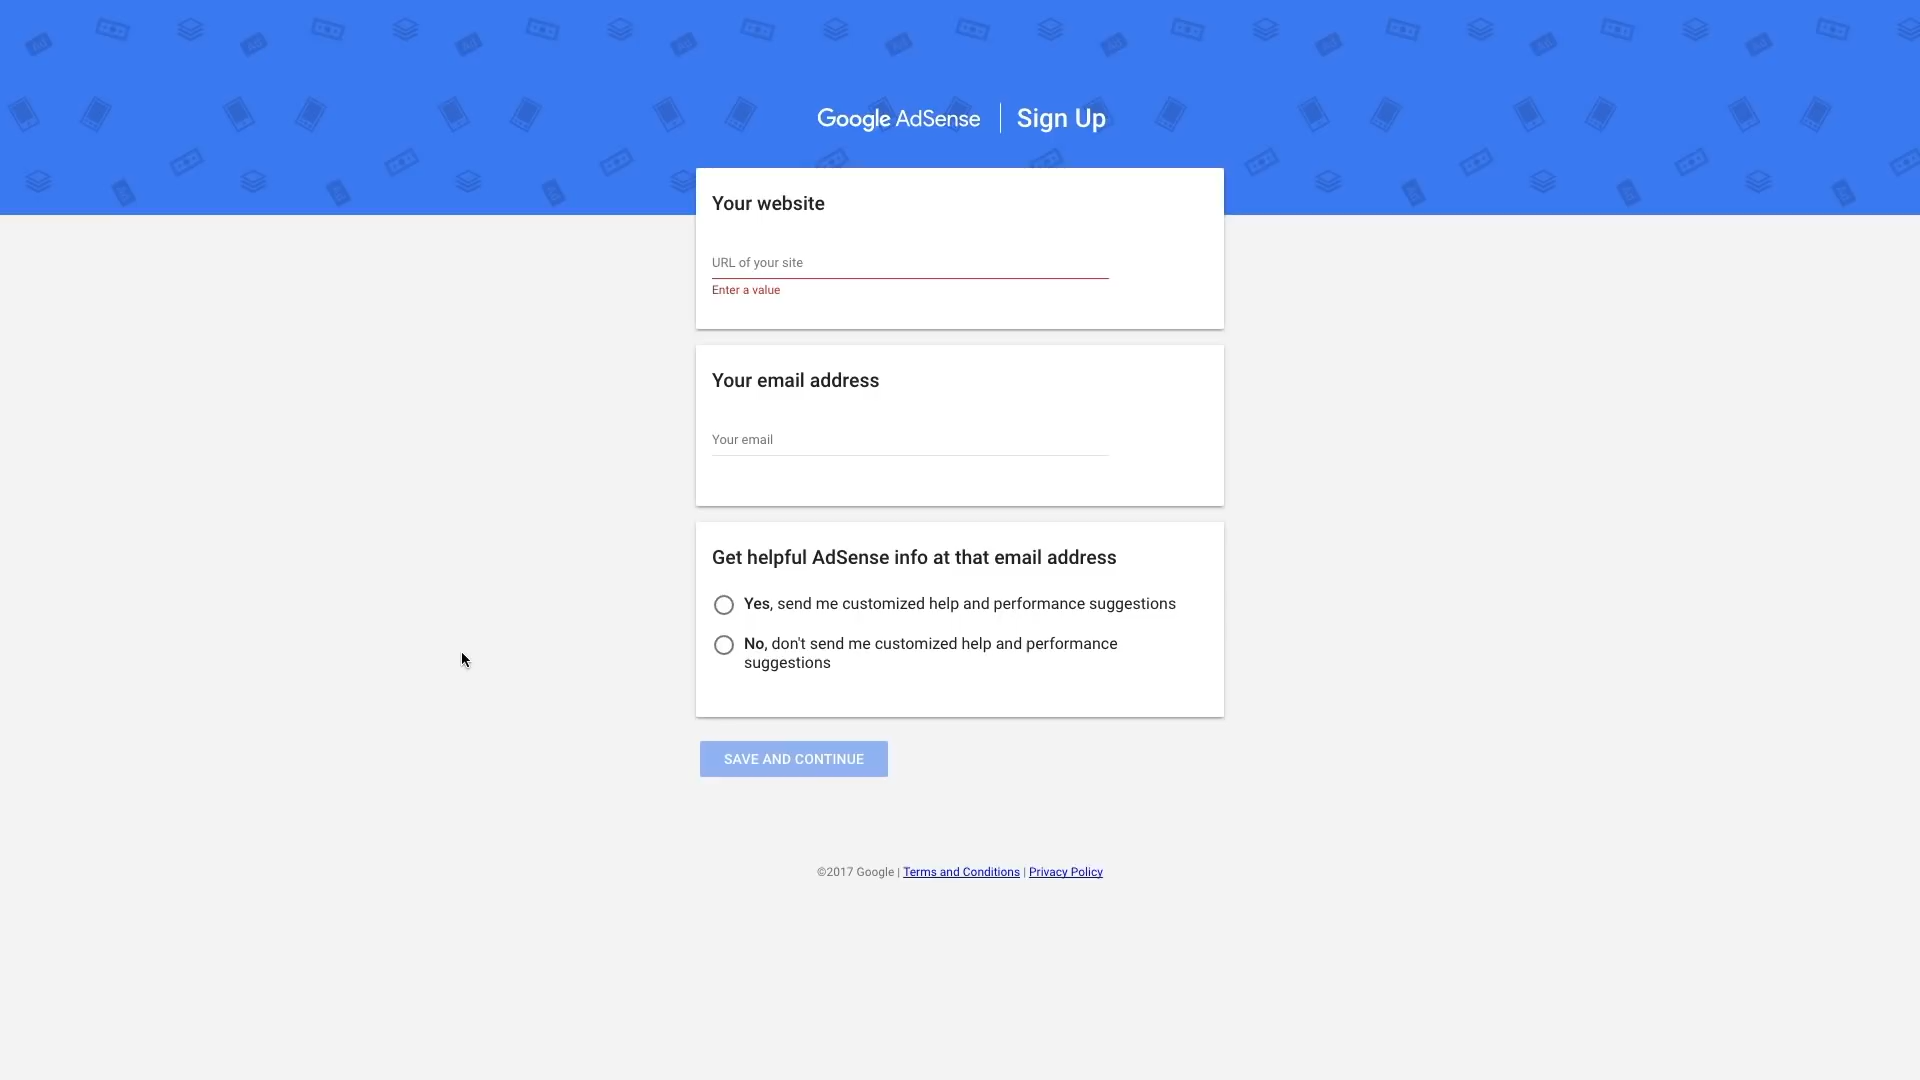 Google AdSense | Sign Up
Your website
URL of your site
Enter a value
Your email address
Your email
Get helpful AdSense info at that email address
Yes, send me customized help and performance suggestions
No, don't send me customized help and performance
suggestions
SAVE AND CONTINUE
©2017 Google | Terms and Conditions | Privacy Policy